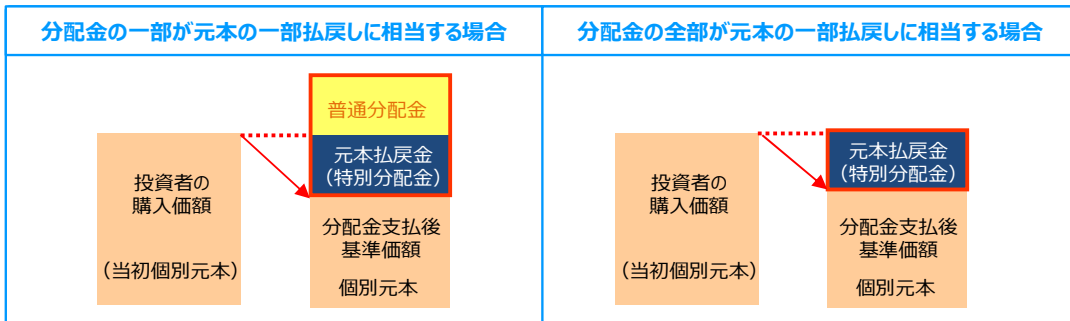 分配金の一部が元本の一部払戻しに相当する場合
普通分配金
元本払戻金
(特別分配金)
投資者の
購入価額
(当初個別元本)
分配金支払後
基準価額
個別元本
分配金の全部が元本の一部払戻しに相当する場合
元本払戻金
(特別分配金)
投資者の
購入価額
(当初個別元本)
分配金支払後
基準価額
個別元本